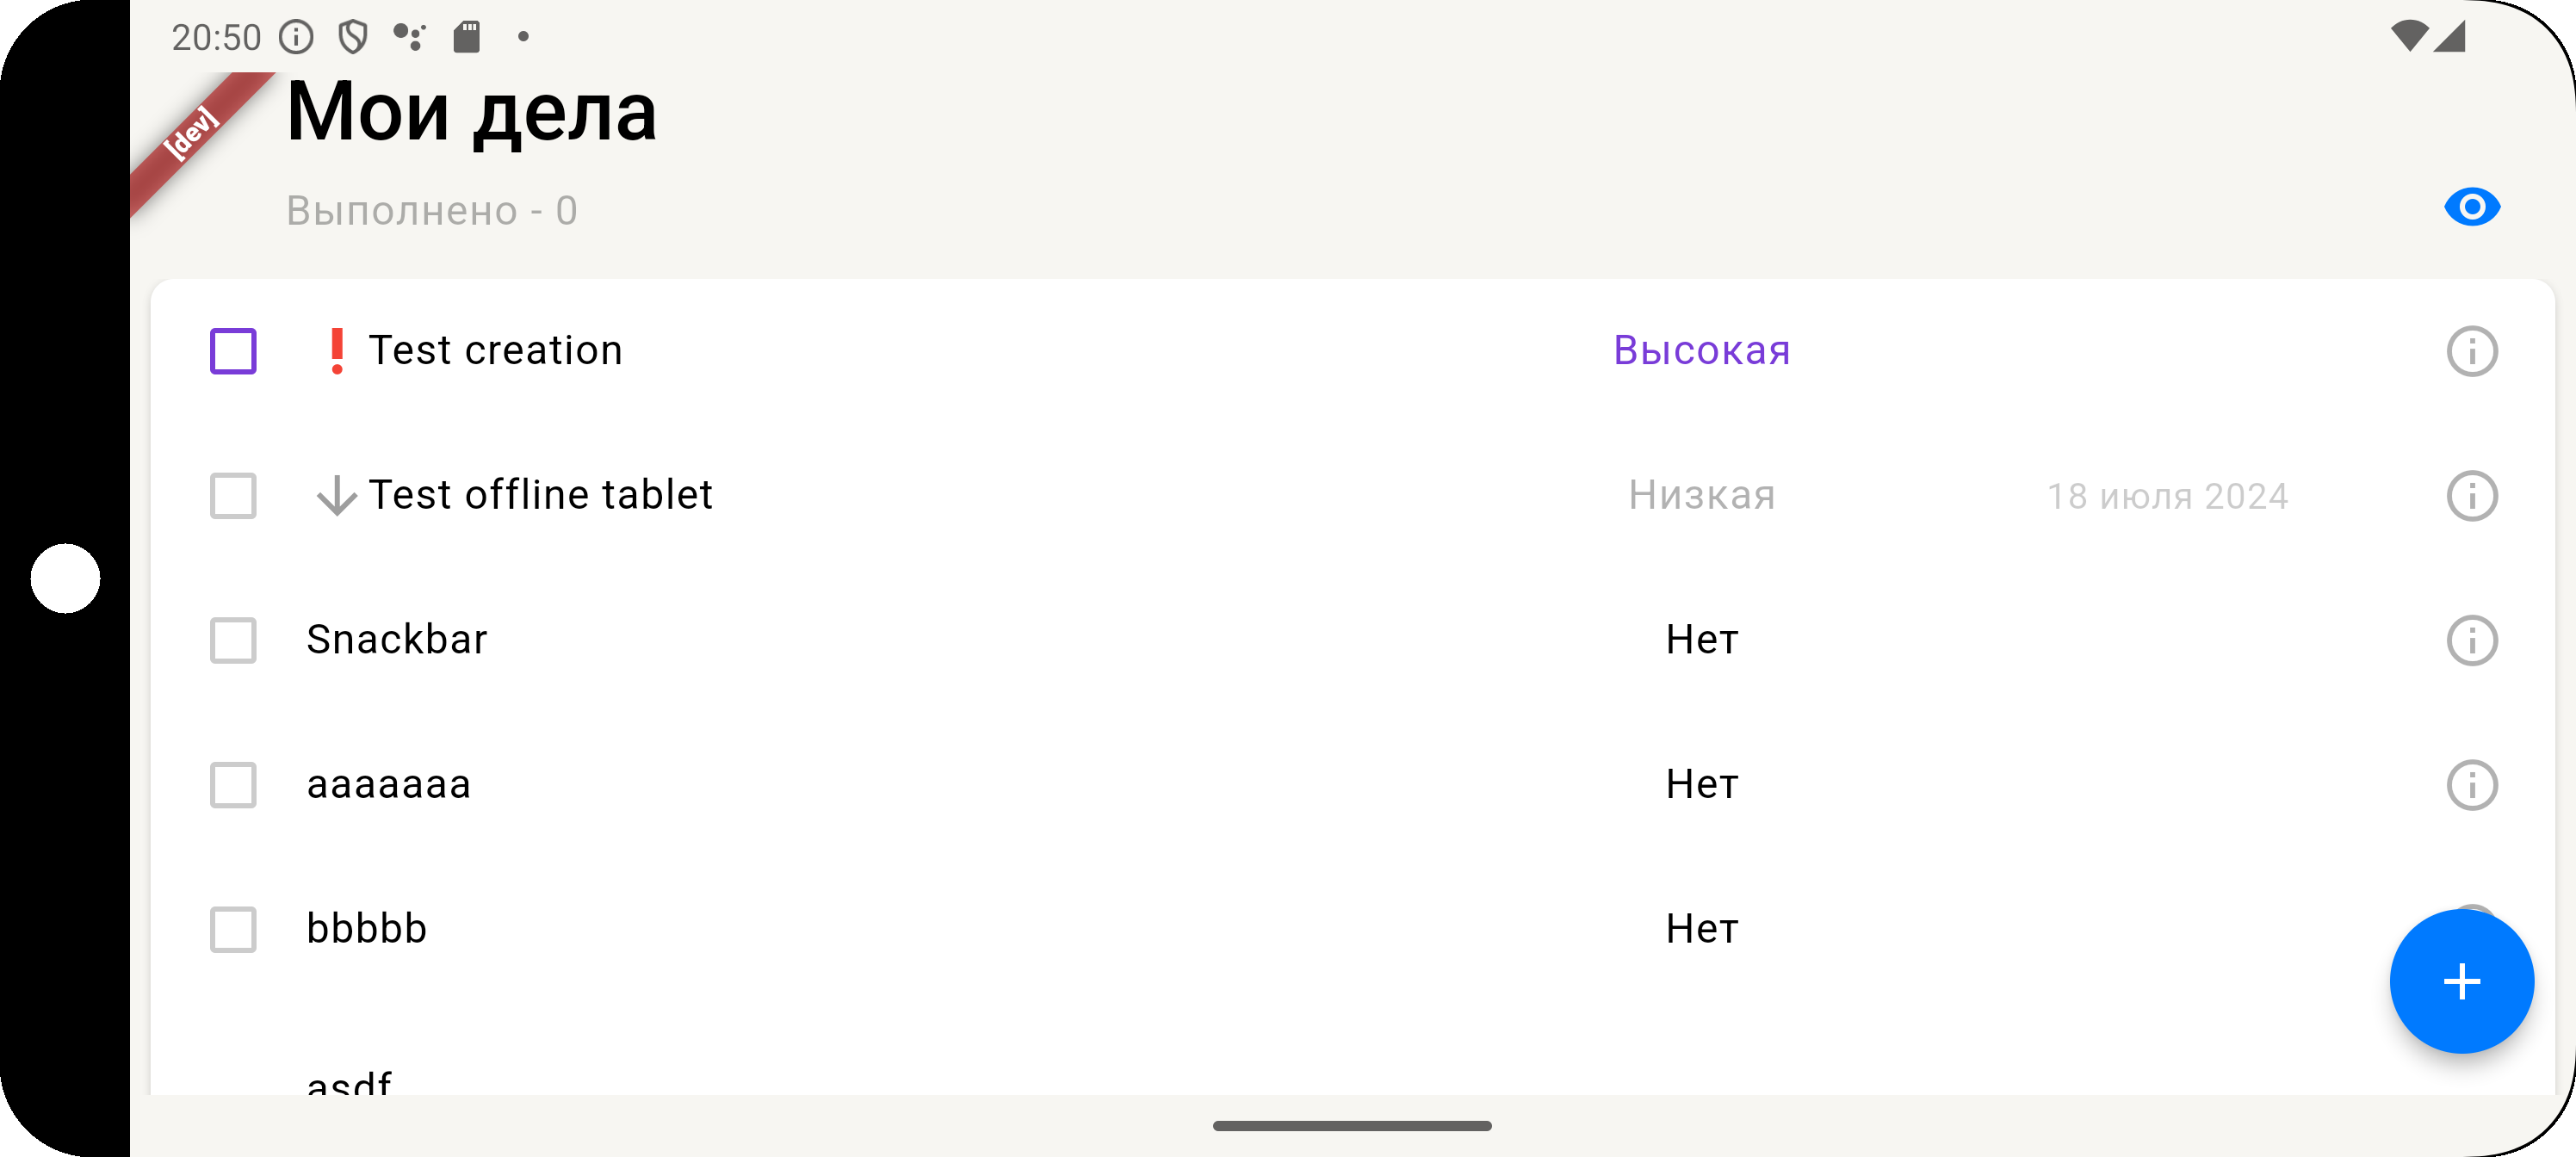 20:50
[dev]
Мои дела
Выполнено - 0
Test creation Высокая
Test offline tablet Низкая 18 июля 2024
Snackbar Нет
aaaaaaa Нет
bbbbb Нет
asdf